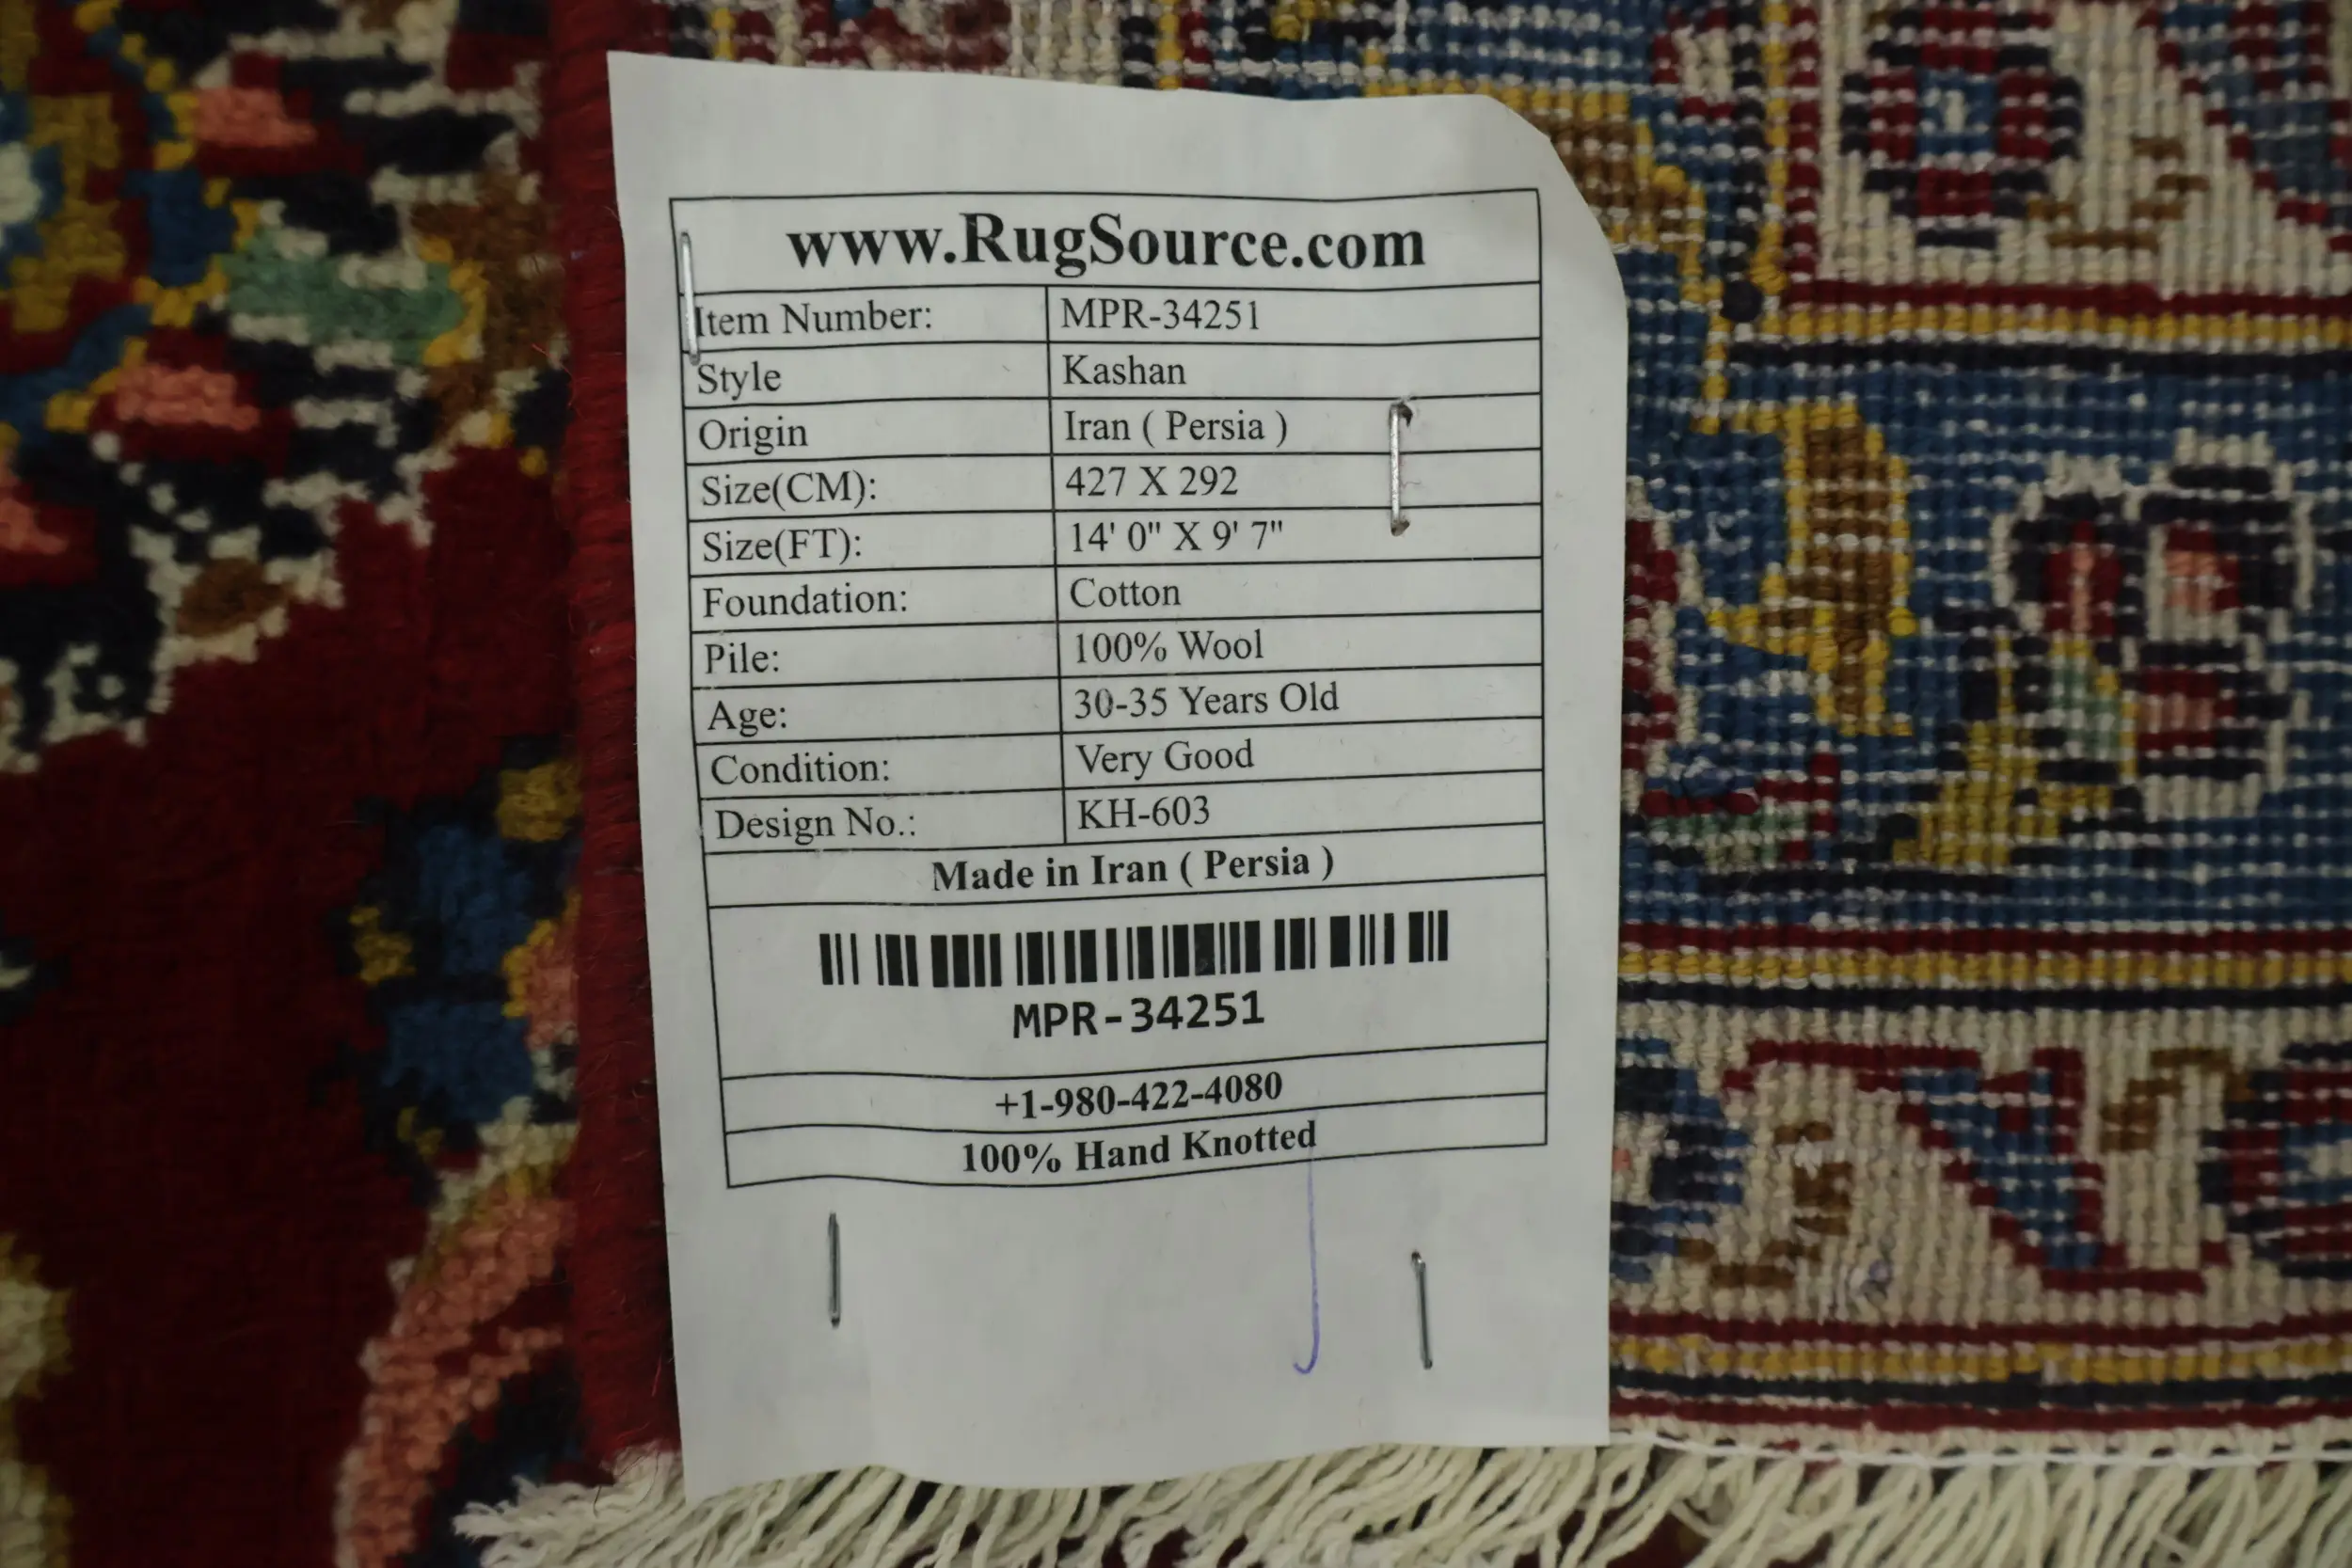 www.RugSource.com
Item Number: MPR-34251
Style Kashan
Origin Iran ( Persia )
Size(CM): 427 X 292
Size(FT): 14' 0" X 9' 7"
Foundation: Cotton
Pile: 100% Wool
Age: 30-35 Years Old
Condition: Very Good
Design No.: KH-603
Made in Iran ( Persia )
MPR-34251
+1-980-422-4080
100% Hand Knotted